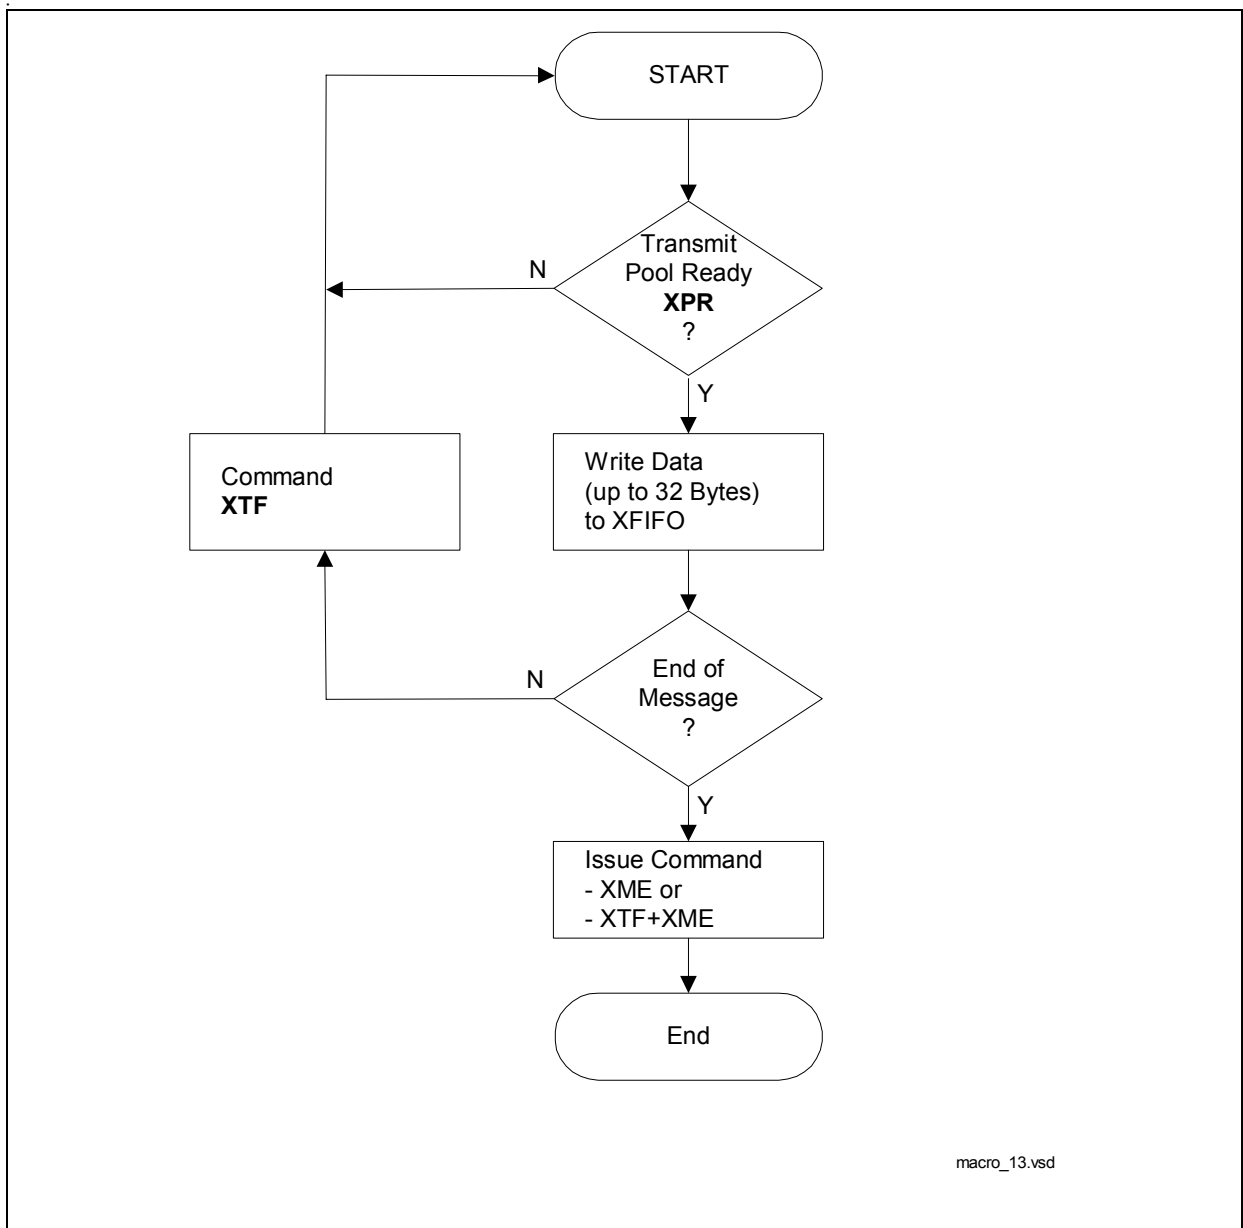 .
START
Transmit
Pool Ready
XPR
?
N
Y
Command
XTF
Write Data
(up to 32 Bytes)
to XFIFO
End of
Message
?
N
Y
Issue Command
- XME or
- XTF+XME
End
macro_13.vsd